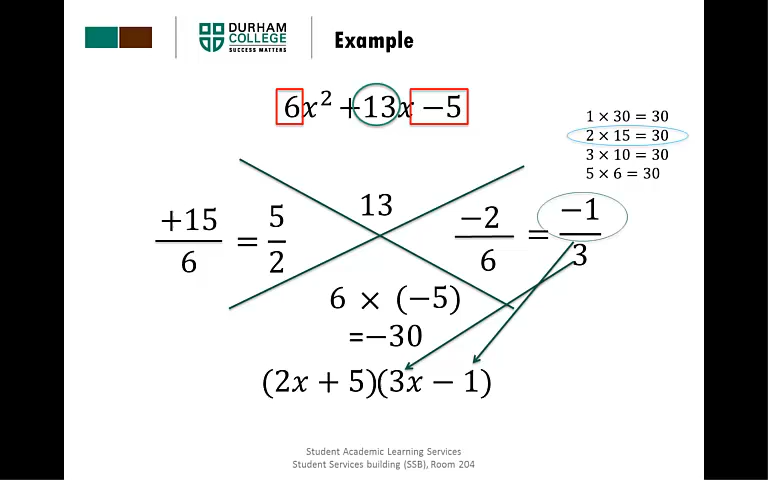 DURHAM
COLLEGE
SUCCESS MATTERS
Example
6x² +13x −5
1 × 30 = 30
2 × 15 = 30
3 × 10 = 30
5 × 6 = 30
13
+15/6 = 5/2
−2/6 = −1/3
6 × (−5)
=−30
(2x + 5)(3x − 1)
Student Academic Learning Services
Student Services building (SSB), Room 204